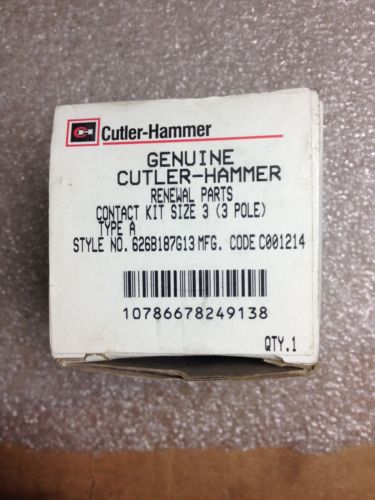 Cutler-Hammer
GENUINE
CUTLER-HAMMER
RENEWAL PARTS
CONTACT KIT SIZE 3 (3 POLE)
TYPE A
STYLE NO. 626B187G13 MFG. CODE C001214
10786678249138
QTY.1